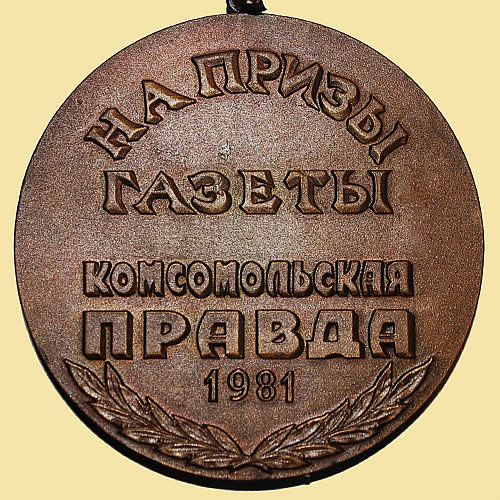 НА ПРИЗЫ
ГАЗЕТЫ
КОМСОМОЛЬСКАЯ
ПРАВДА
1981